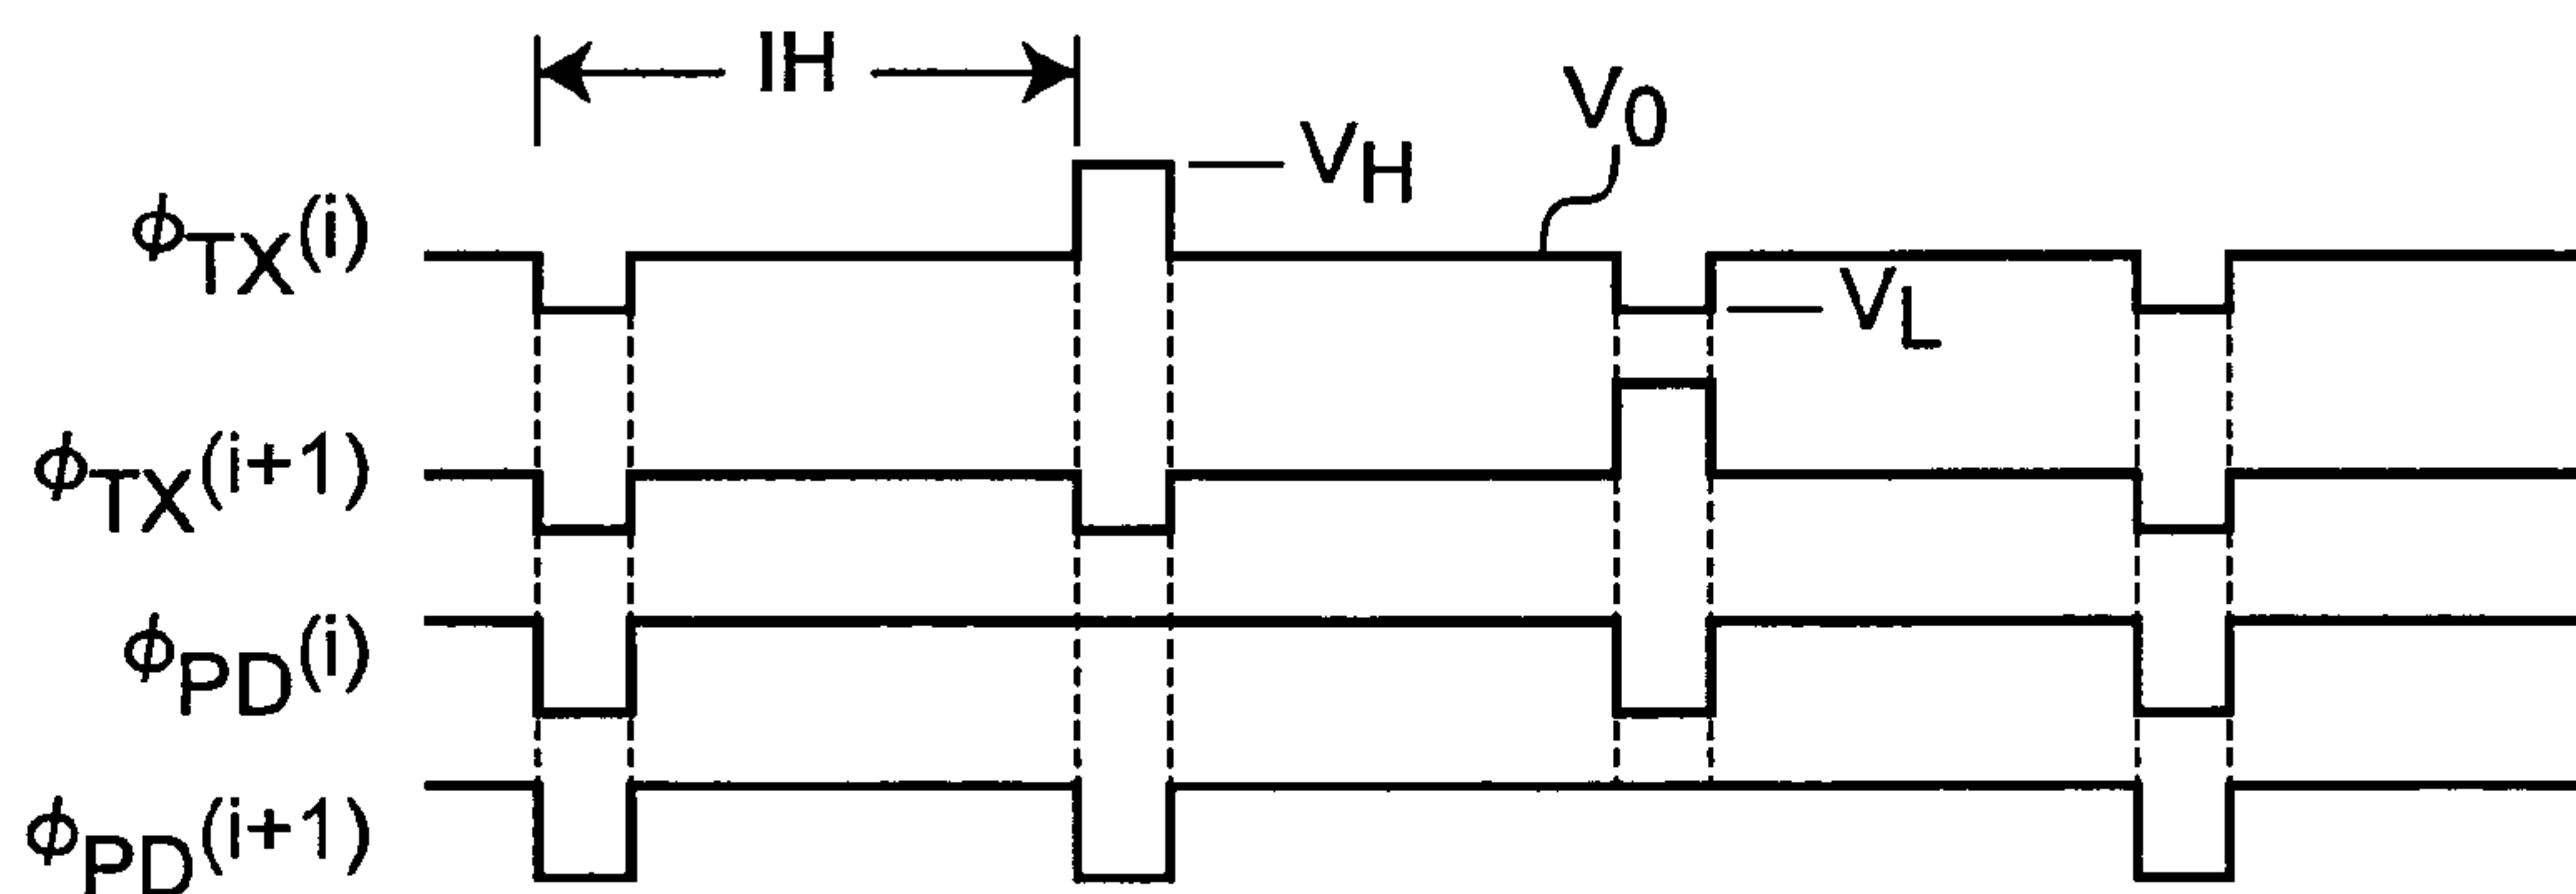 IH
V0
VH
ϕTX(i)
VL
ϕTX(i+1)
ϕPD(i)
ϕPD(i+1)